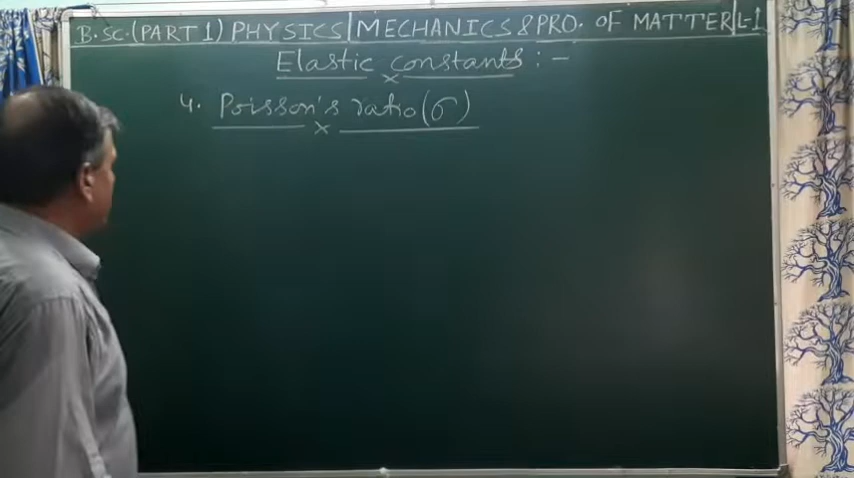 B.SC.(PART 1) PHYSICS|MECHANICS & PRO. OF MATTER|L-1
Elastic constants :-
4. Poisson's ratio (σ)